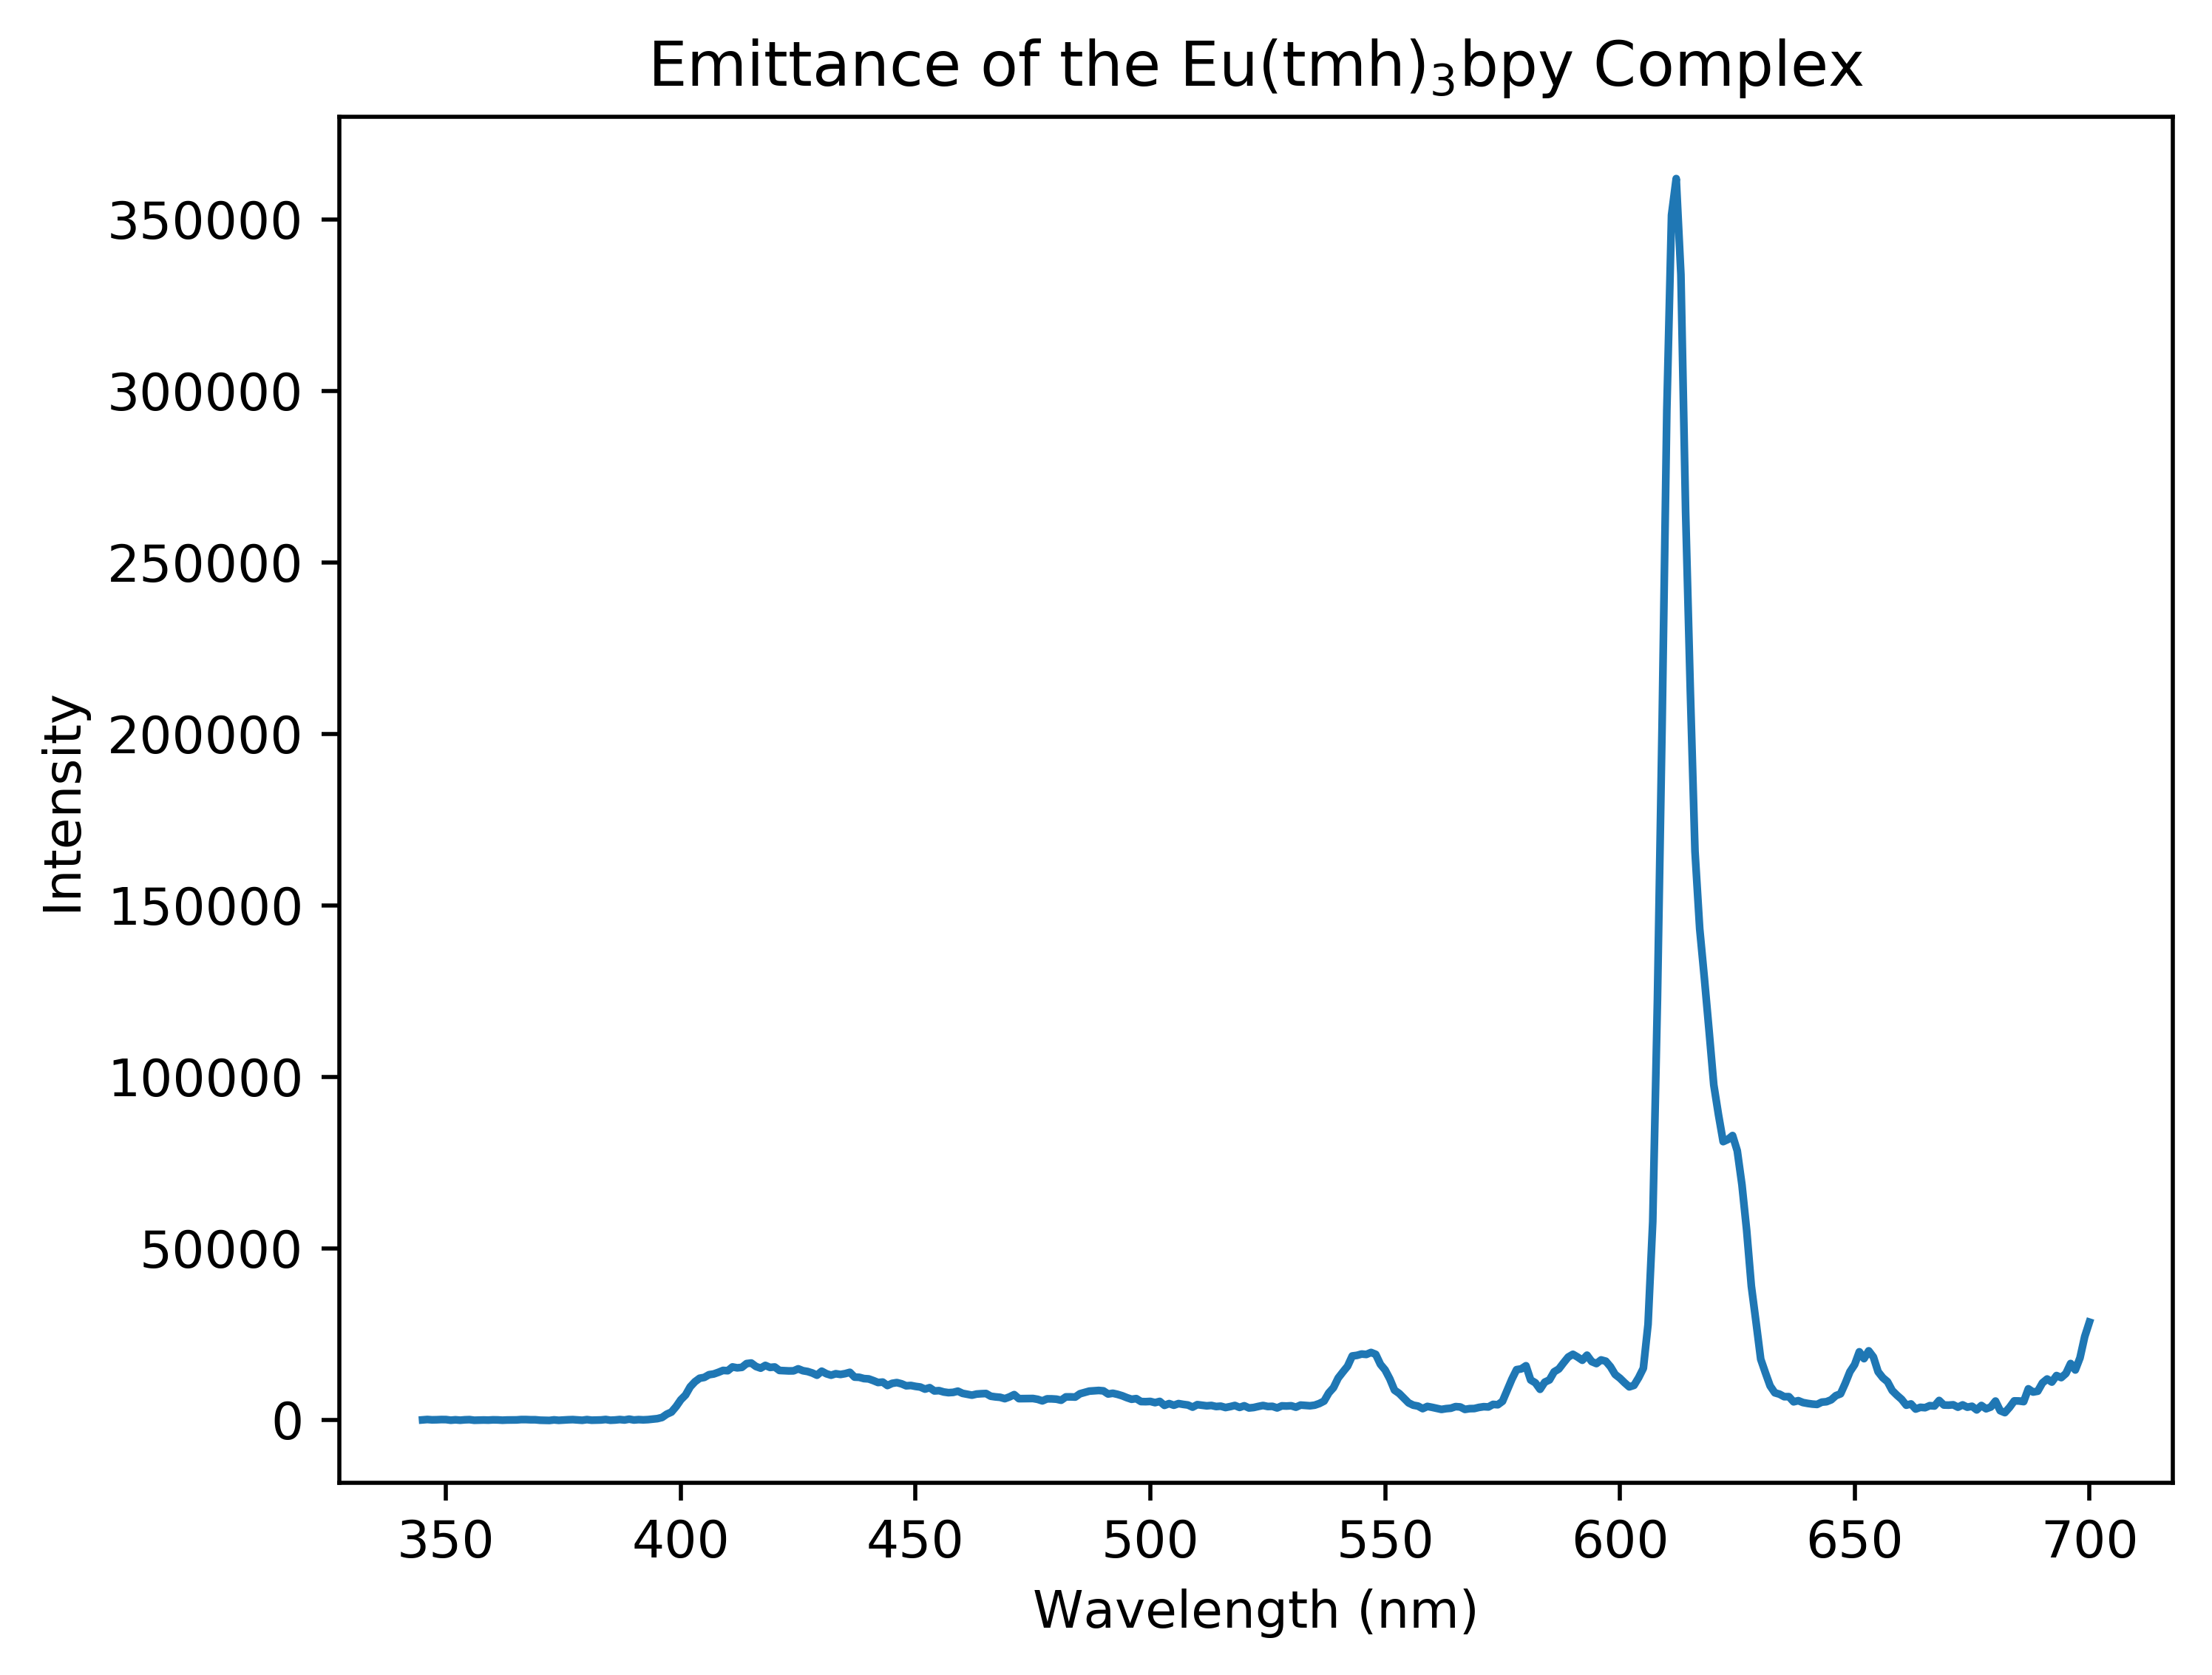 Emittance of the Eu(tmh)₃bpy Complex
Intensity
350000
300000
250000
200000
150000
100000
50000
0
350 400 450 500 550 600 650 700
Wavelength (nm)